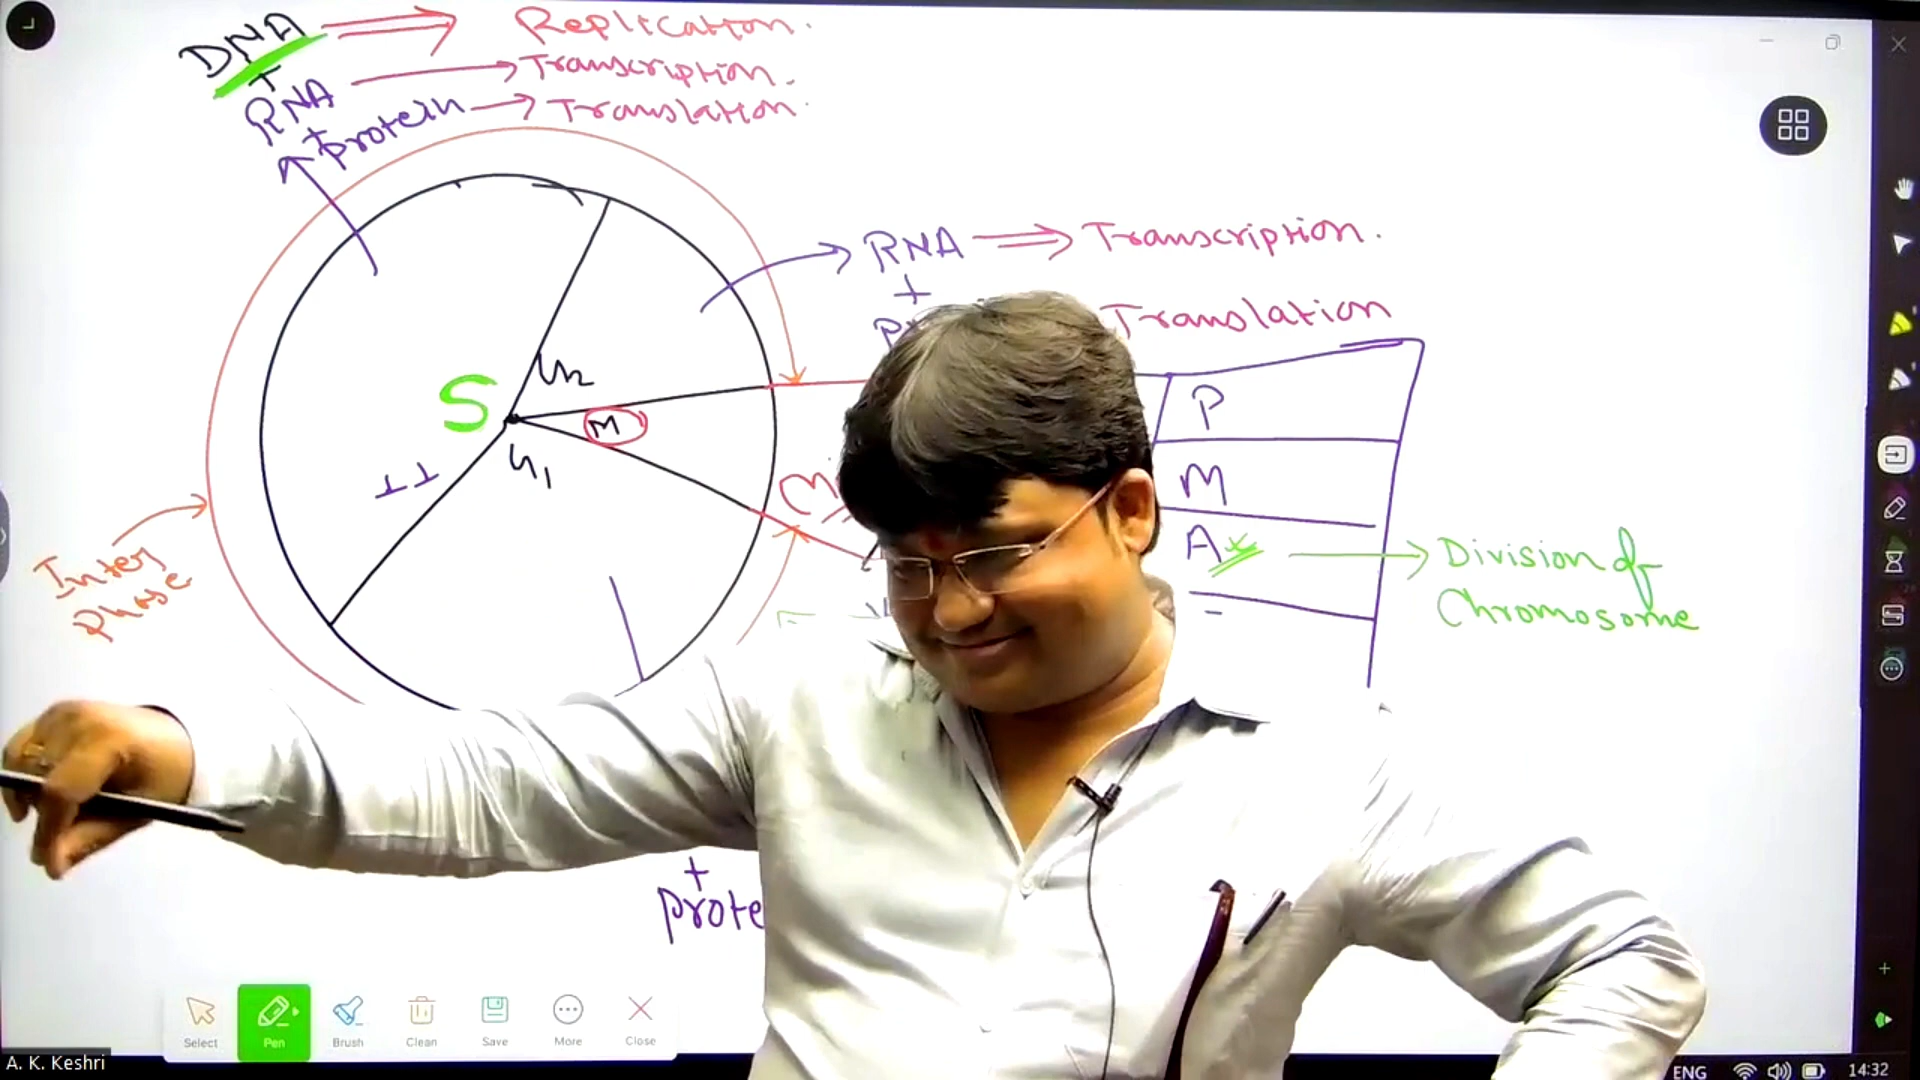 DNA ⇒ Replication.
+
RNA → Transcription.
+
protein → Translation.
RNA ⇒ Transcription.
+
Translation
S
G2
M
G1
P
M
A
Division of
Chromosome
Inter
phase
+
Select
Pen
Brush
Clean
Save
More
Close
A. K. Keshri
ENG
14:32